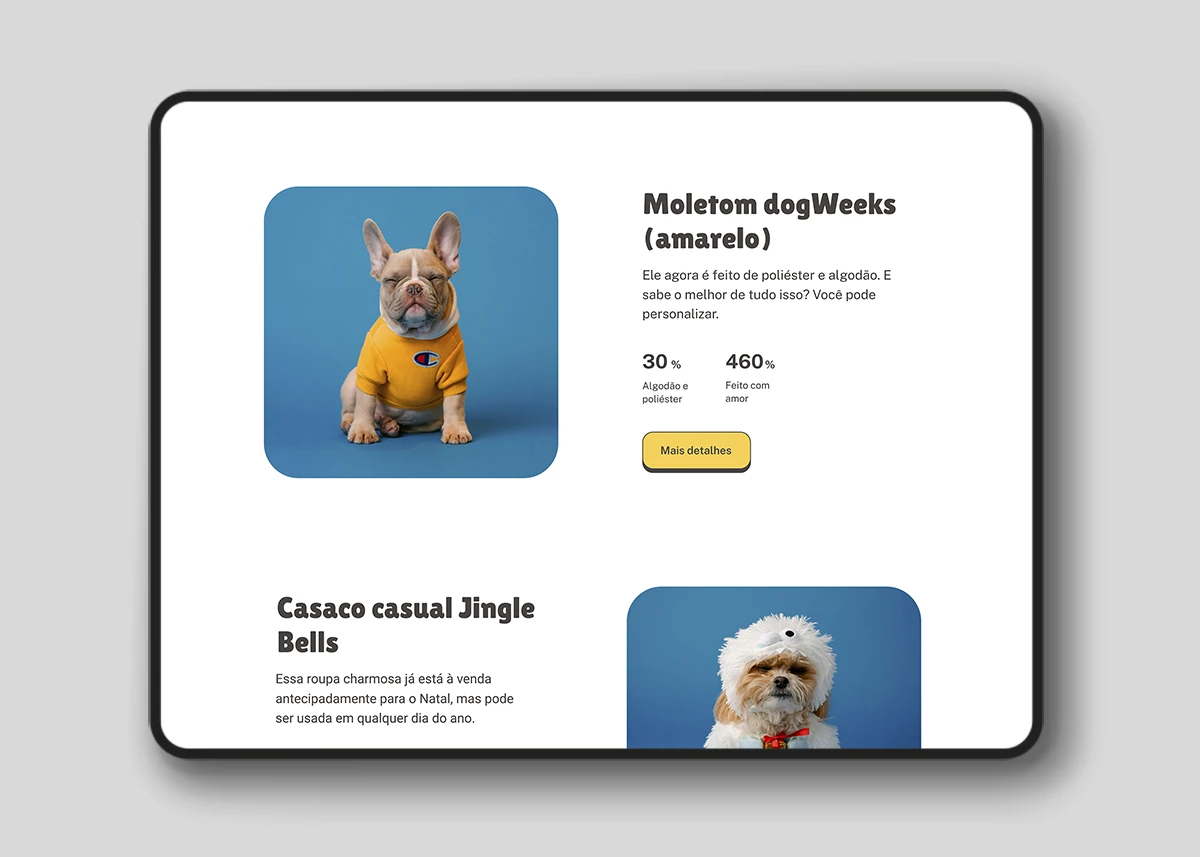 Moletom dogWeeks
(amarelo)
Ele agora é feito de poliéster e algodão. E
sabe o melhor de tudo isso? Você pode
personalizar.
30 %
460%
Algodão e
poliéster
Feito com
amor
Mais detalhes
Casaco casual Jingle
Bells
Essa roupa charmosa já está à venda
antecipadamente para o Natal, mas pode
ser usada em qualquer dia do ano.